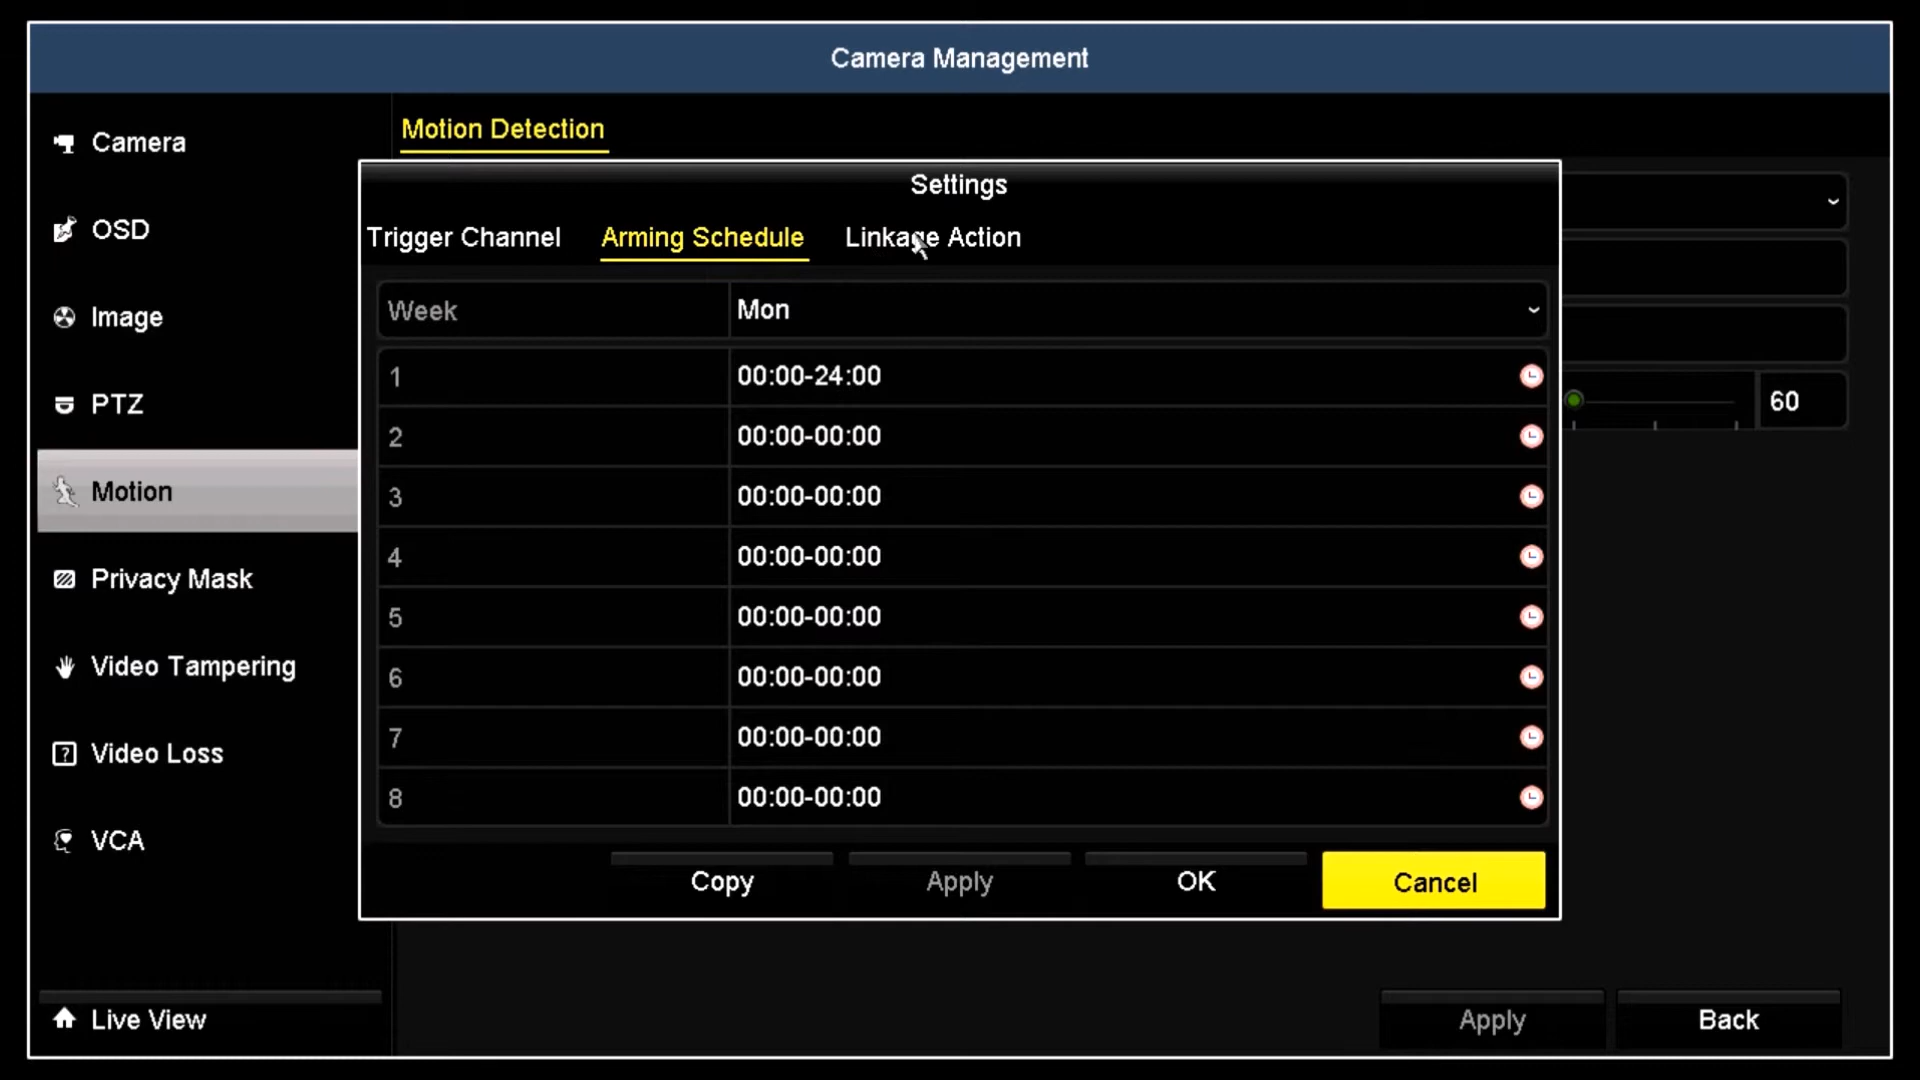 Camera Management
Camera
OSD
Image
PTZ
Motion
Privacy Mask
Video Tampering
Video Loss
VCA
Live View
Motion Detection
Settings
Trigger Channel Arming Schedule Linkage Action
Week Mon
1 00:00-24:00
2 00:00-00:00
3 00:00-00:00
4 00:00-00:00
5 00:00-00:00
6 00:00-00:00
7 00:00-00:00
8 00:00-00:00
Copy Apply OK Cancel
60
Apply Back